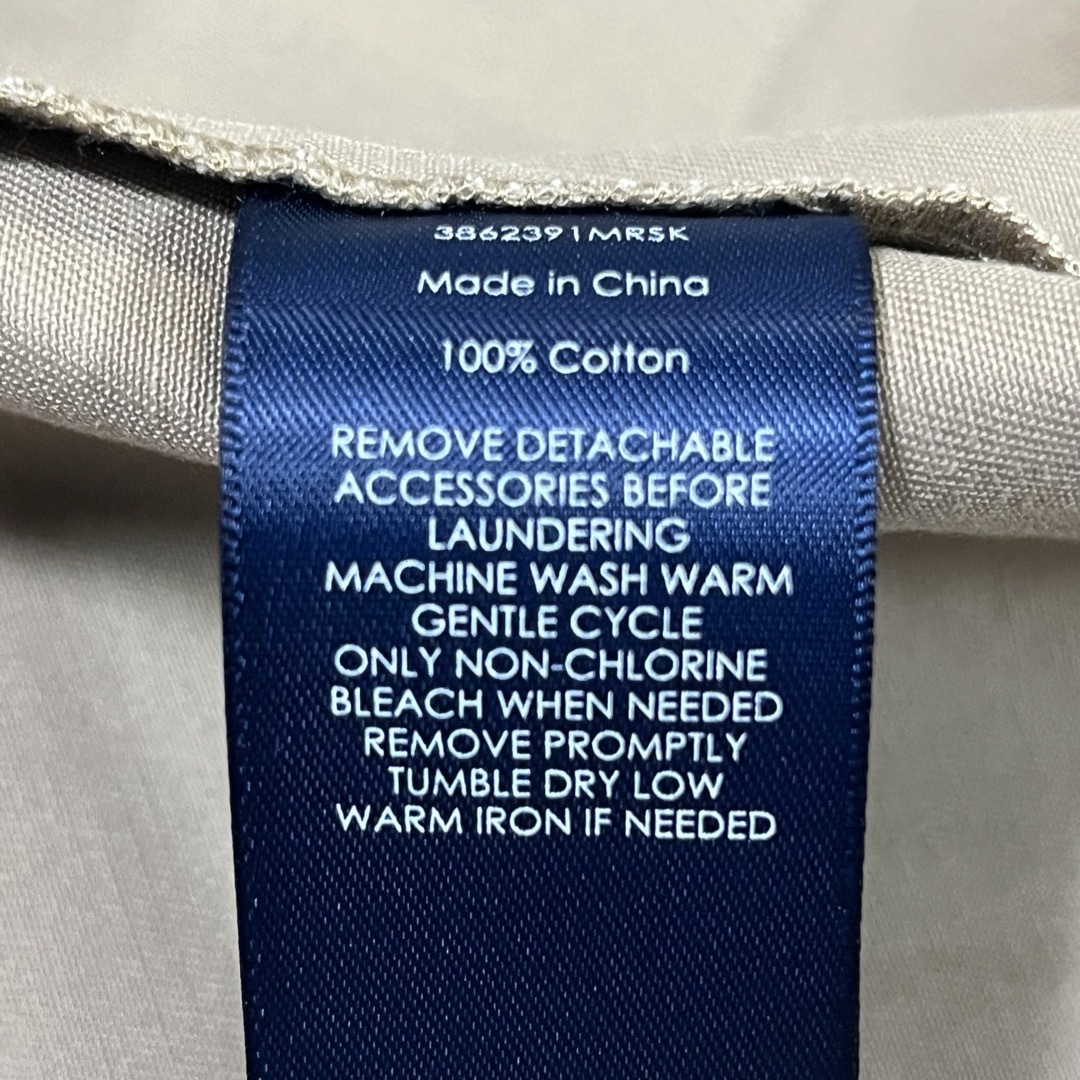 3862391MRSK
Made in China
100% Cotton
REMOVE DETACHABLE
ACCESSORIES BEFORE
LAUNDERING
MACHINE WASH WARM
GENTLE CYCLE
ONLY NON-CHLORINE
BLEACH WHEN NEEDED
REMOVE PROMPTLY
TUMBLE DRY LOW
WARM IRON IF NEEDED